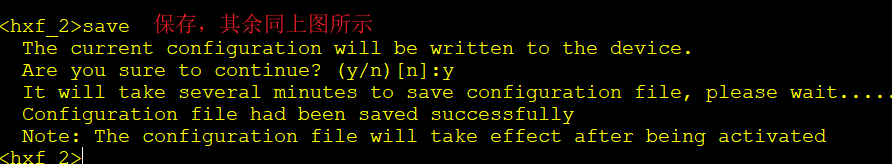 <hxf_2>save 保存，其余同上图所示
The current configuration will be written to the device.
Are you sure to continue? (y/n)[n]:y
It will take several minutes to save configuration file, please wait.....
Configuration file had been saved successfully
Note: The configuration file will take effect after being activated
<hxf_2>